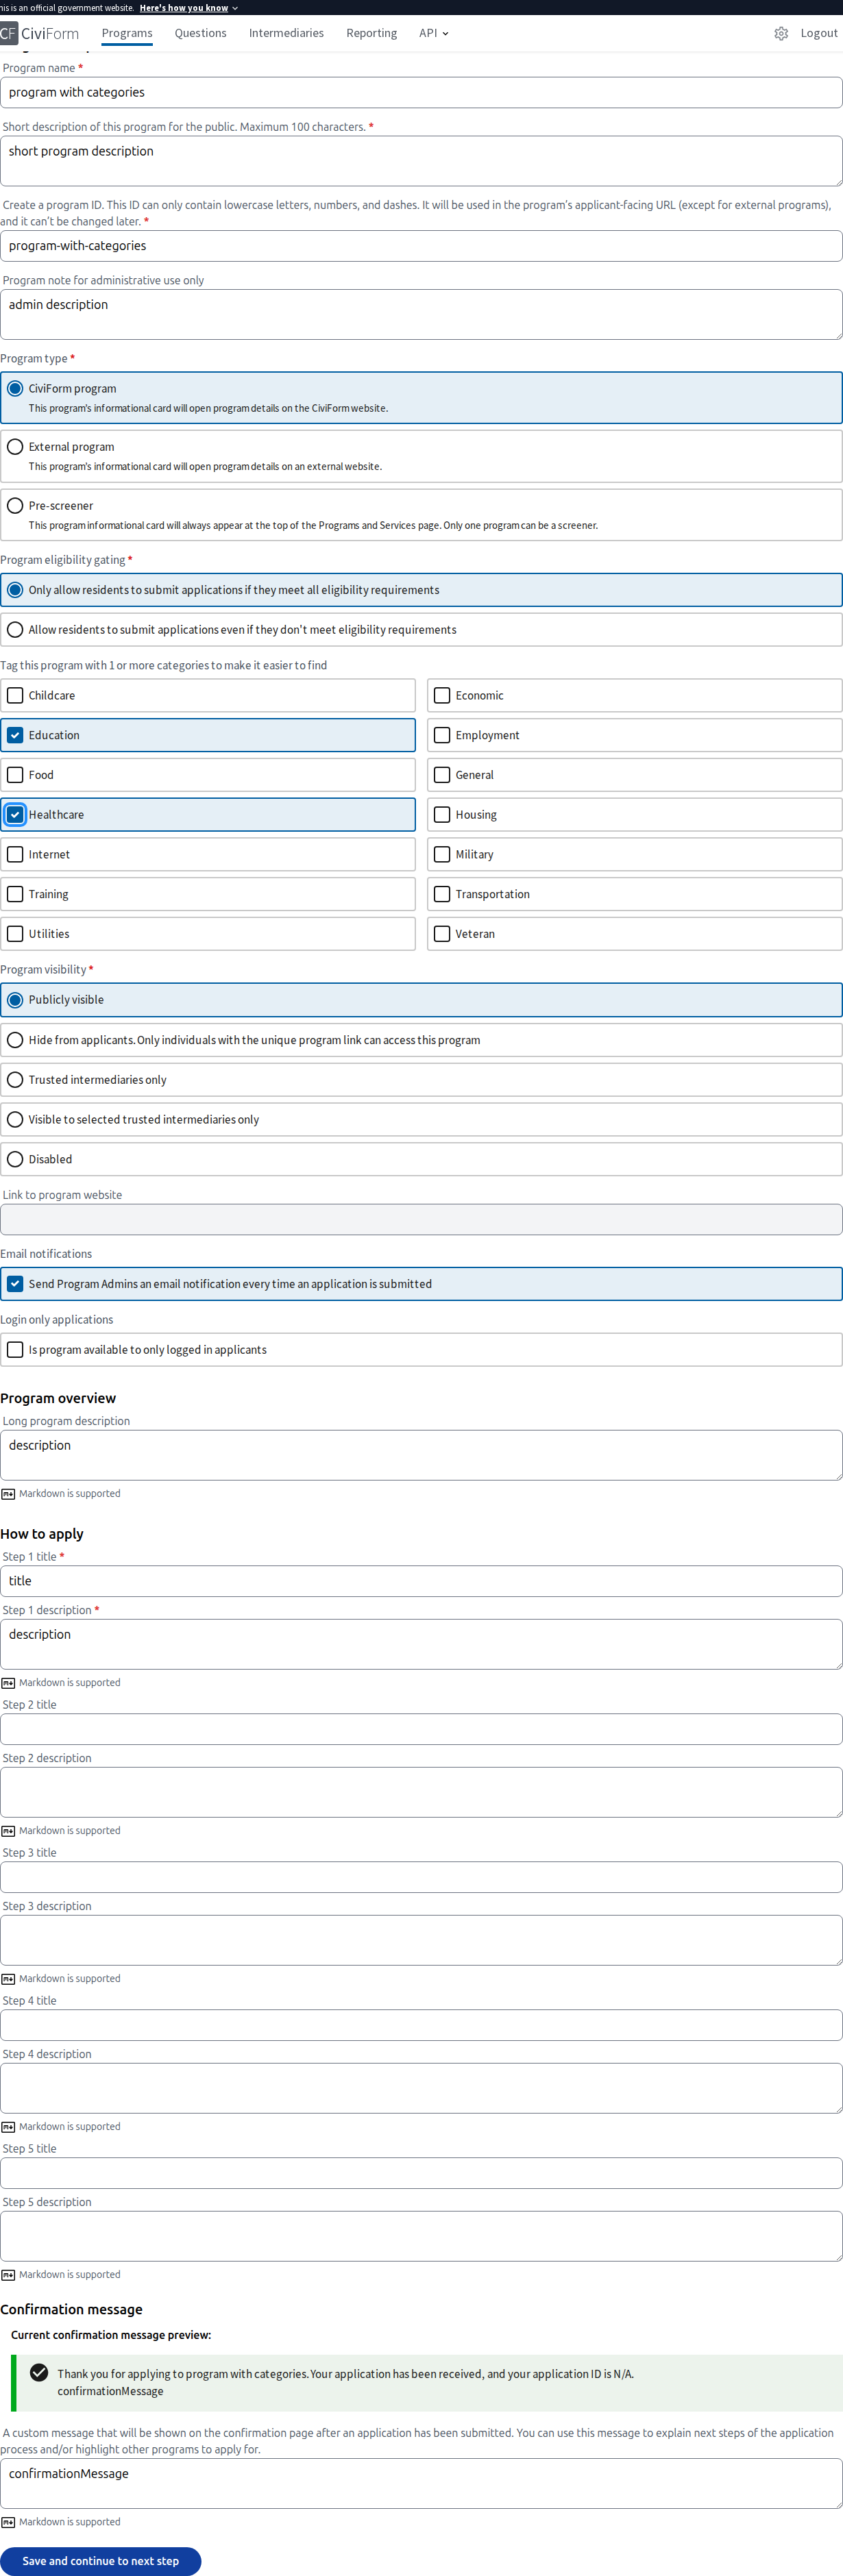 his is an official government website. Here's how you know
CF CiviForm Programs Questions Intermediaries Reporting API Logout
Program name *
program with categories
Short description of this program for the public. Maximum 100 characters. *
short program description
Create a program ID. This ID can only contain lowercase letters, numbers, and dashes. It will be used in the program's applicant-facing URL (except for external programs),
and it can't be changed later. *
program-with-categories
Program note for administrative use only
admin description
Program type *
CiviForm program
This program's informational card will open program details on the CiviForm website.
External program
This program's informational card will open program details on an external website.
Pre-screener
This program informational card will always appear at the top of the Programs and Services page. Only one program can be a screener.
Program eligibility gating *
Only allow residents to submit applications if they meet all eligibility requirements
Allow residents to submit applications even if they don't meet eligibility requirements
Tag this program with 1 or more categories to make it easier to find
Childcare Economic
Education Employment
Food General
Healthcare Housing
Internet Military
Training Transportation
Utilities Veteran
Program visibility *
Publicly visible
Hide from applicants. Only individuals with the unique program link can access this program
Trusted intermediaries only
Visible to selected trusted intermediaries only
Disabled
Link to program website
Email notifications
Send Program Admins an email notification every time an application is submitted
Login only applications
Is program available to only logged in applicants
Program overview
Long program description
description
Markdown is supported
How to apply
Step 1 title *
title
Step 1 description *
description
Markdown is supported
Step 2 title
Step 2 description
Markdown is supported
Step 3 title
Step 3 description
Markdown is supported
Step 4 title
Step 4 description
Markdown is supported
Step 5 title
Step 5 description
Markdown is supported
Confirmation message
Current confirmation message preview:
Thank you for applying to program with categories. Your application has been received, and your application ID is N/A.
confirmationMessage
A custom message that will be shown on the confirmation page after an application has been submitted. You can use this message to explain next steps of the application
process and/or highlight other programs to apply for.
confirmationMessage
Markdown is supported
Save and continue to next step